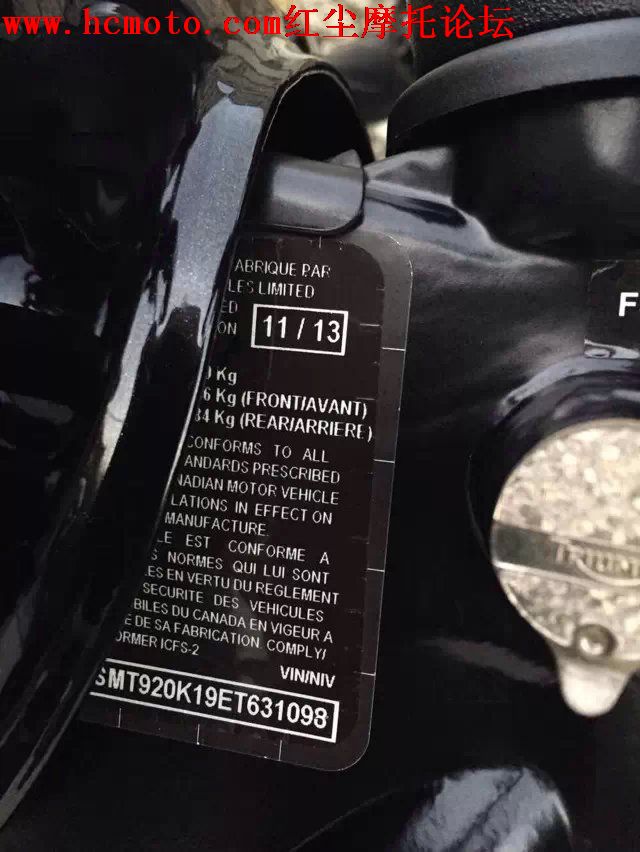 www.hcmoto.com红尘摩托论坛
ABRIQUE PAR
LES LIMITED
ED
ON 11 / 13
Kg
6 Kg (FRONT/AVANT)
34 Kg (REAR/ARRIERE)
CONFORMS TO ALL
ANDARDS PRESCRIBED
NADIAN MOTOR VEHICLE
LATIONS IN EFFECT ON
MANUFACTURE.
LE EST CONFORME A
S NORMES QUI LUI SONT
LES EN VERTU DU REGLEMENT
SECURITE DES VEHICULES
BILES DU CANADA EN VIGEUR A
E DE SA FABRICATION. COMPLY/
ORMER ICFS-2
VIN/NIV
SMT920K19ET631098
F
TRIUMPH